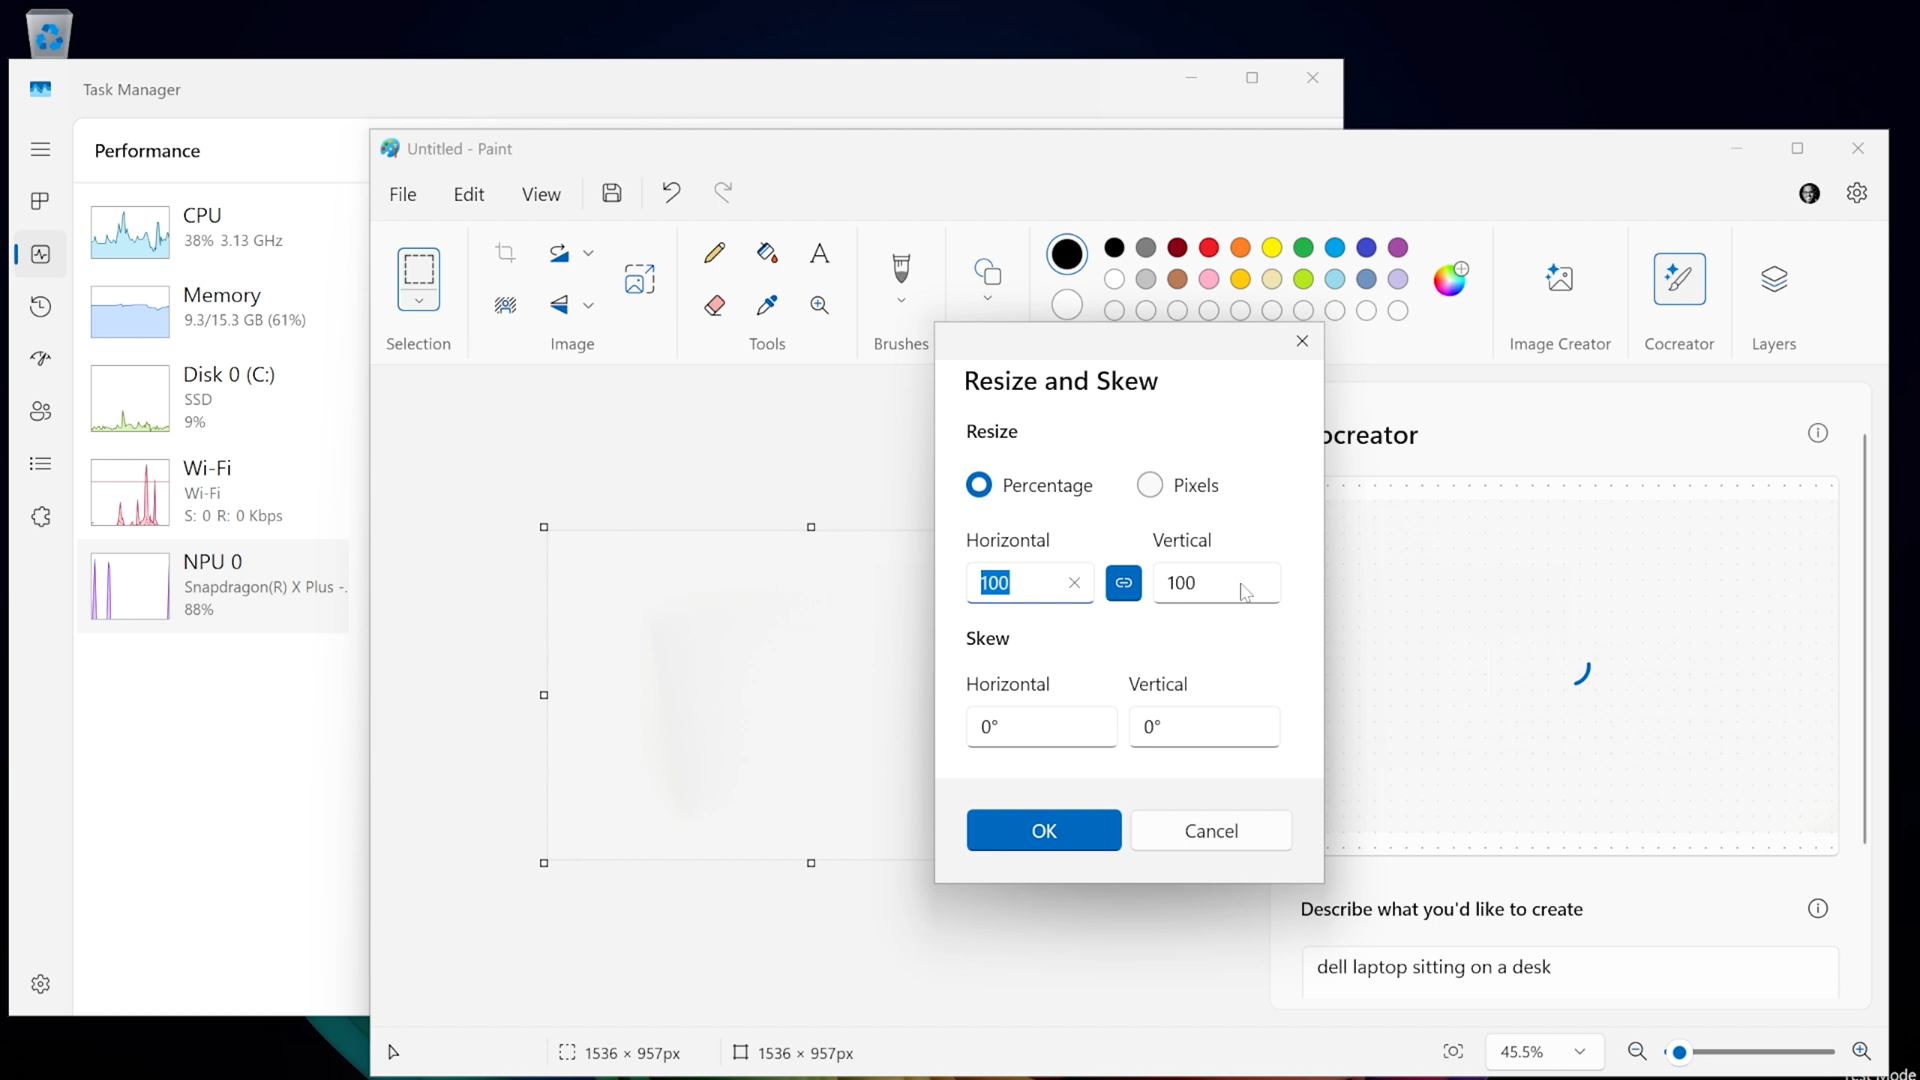 Task Manager
Performance
CPU
38% 3.13 GHz
Memory
9.3/15.3 GB (61%)
Disk 0 (C:)
SSD
9%
Wi-Fi
Wi-Fi
S: 0 R: 0 Kbps
NPU 0
Snapdragon(R) X Plus -.
88%
Untitled - Paint
File Edit View
Selection Image Tools Brushes Image Creator Cocreator Layers
Resize and Skew
Resize
Percentage Pixels
Horizontal Vertical
100 100
Skew
Horizontal Vertical
0° 0°
OK Cancel
ocreator
Describe what you'd like to create
dell laptop sitting on a desk
1536 × 957px 1536 × 957px 45.5%
Test Mode